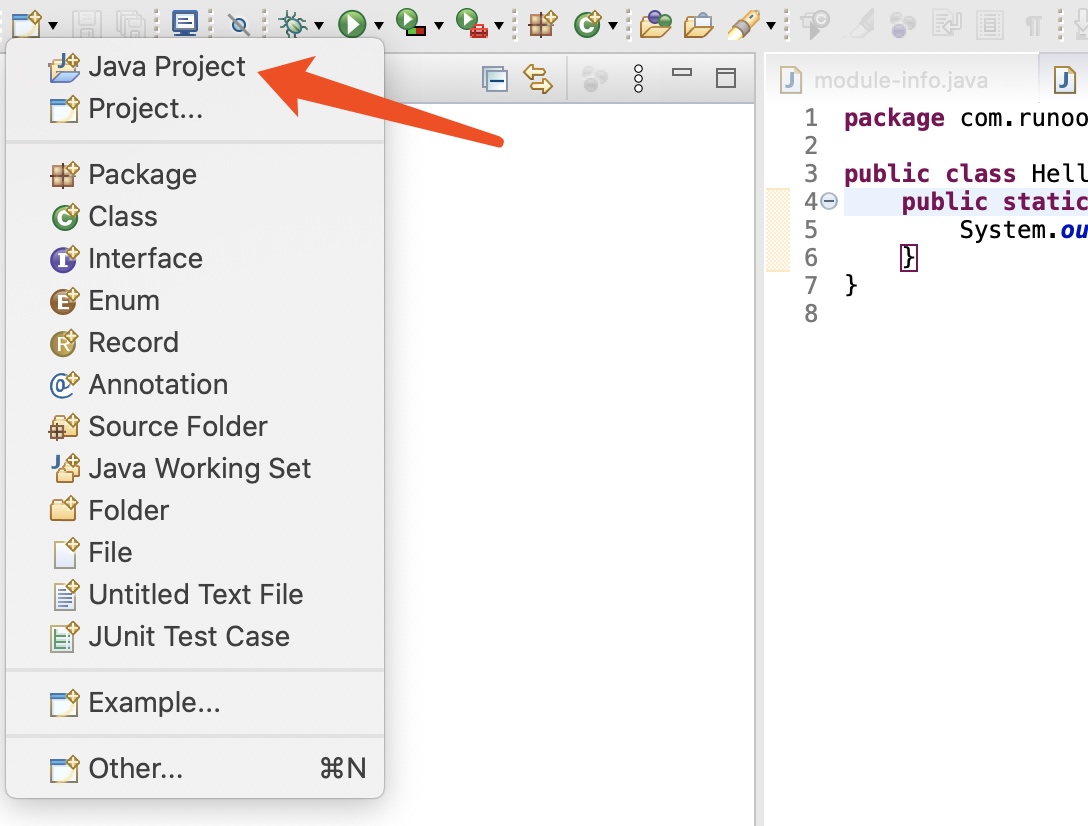 Java Project
Project...
Package
Class
Interface
Enum
Record
Annotation
Source Folder
Java Working Set
Folder
File
Untitled Text File
JUnit Test Case
Example...
Other... ⌘N
module-info.java
1 package com.runoo
2
3 public class Hell
4 public static
5 System.ou
6 }
7 }
8